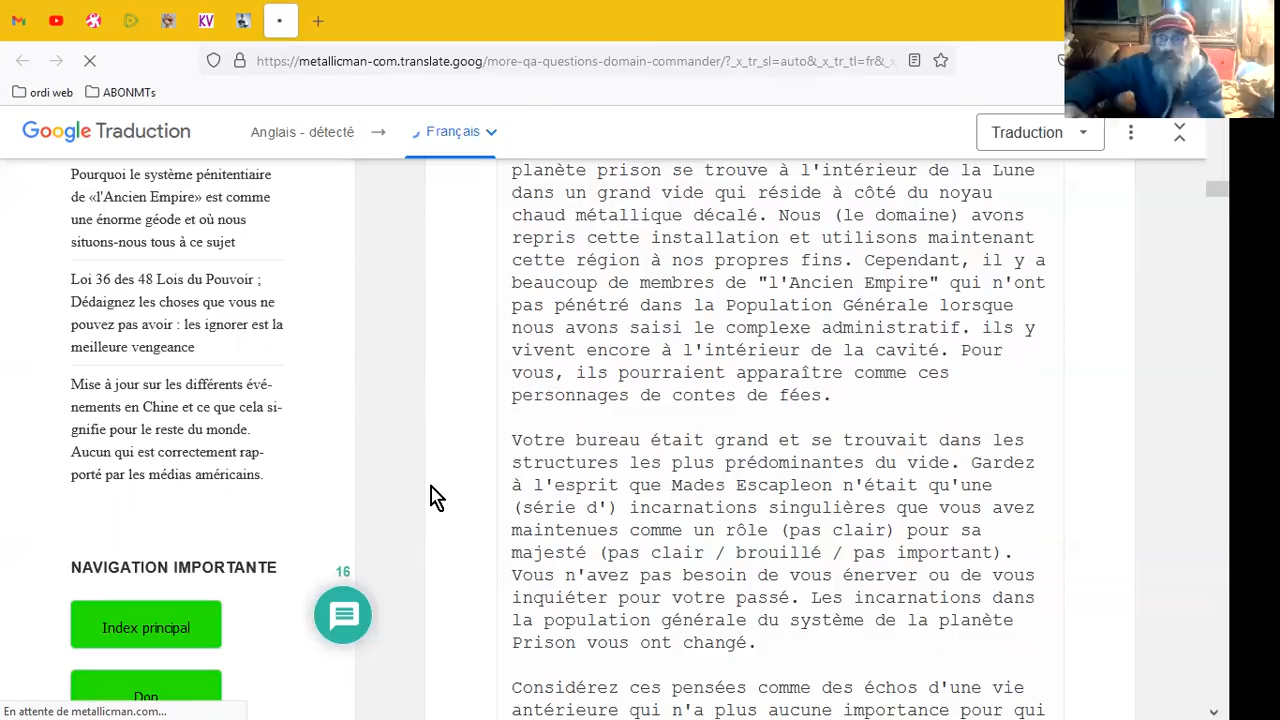 KV
+
https://metallicman-com.translate.goog/more-qa-questions-domain-commander/?_x_tr_sl=auto&_x_tr_tl=fr&_x
ordi web
ABONMTs
Google Traduction
Anglais - détecté
Français
Traduction
Pourquoi le système pénitentiaire
de «l'Ancien Empire» est comme
une énorme géode et où nous
situons-nous tous à ce sujet
Loi 36 des 48 Lois du Pouvoir ;
Dédaignez les choses que vous ne
pouvez pas avoir : les ignorer est la
meilleure vengeance
Mise à jour sur les différents évé-
nements en Chine et ce que cela si-
gnifie pour le reste du monde.
Aucun qui est correctement rap-
porté par les médias américains.
NAVIGATION IMPORTANTE
Index principal
Don
16
En attente de metallicman.com...
planète prison se trouve à l'intérieur de la Lune
dans un grand vide qui réside à côté du noyau
chaud métallique décalé. Nous (le domaine) avons
repris cette installation et utilisons maintenant
cette région à nos propres fins. Cependant, il y a
beaucoup de membres de "l'Ancien Empire" qui n'ont
pas pénétré dans la Population Générale lorsque
nous avons saisi le complexe administratif. ils y
vivent encore à l'intérieur de la cavité. Pour
vous, ils pourraient apparaître comme ces
personnages de contes de fées.
Votre bureau était grand et se trouvait dans les
structures les plus prédominantes du vide. Gardez
à l'esprit que Mades Escapleon n'était qu'une
(série d') incarnations singulières que vous avez
maintenues comme un rôle (pas clair) pour sa
majesté (pas clair / brouillé / pas important).
Vous n'avez pas besoin de vous énerver ou de vous
inquiéter pour votre passé. Les incarnations dans
la population générale du système de la planète
Prison vous ont changé.
Considérez ces pensées comme des échos d'une vie
antérieure qui n'a plus aucune importance pour qui